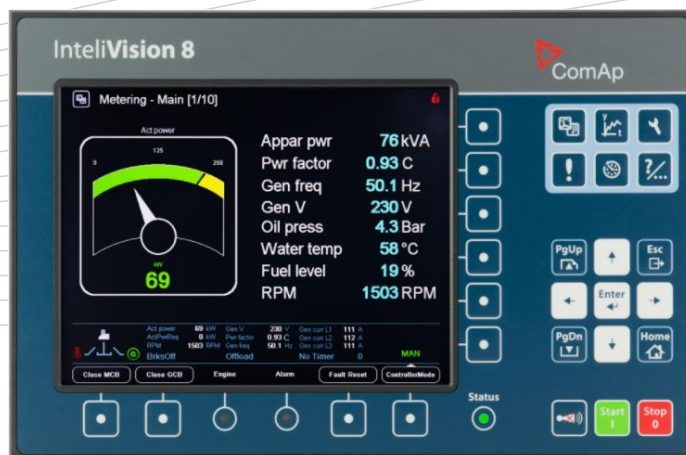 InteliVision 8
ComAp
Metering - Main [1/10]
Act power
0 125 250
kW
69
Appar pwr 76 kVA
Pwr factor 0.93 C
Gen freq 50.1 Hz
Gen V 230 V
Oil press 4.3 Bar
Water temp 58 °C
Fuel level 19 %
RPM 1503 RPM
Act power 69 kW Gen V 230 V Gen curr L1 111 A
ActPwrReq 0 kW Pwr factor 0.93 C Gen curr L2 112 A
RPM 1503 RPM Gen freq 50.1 Hz Gen curr L3 111 A
BrksOff Offload No Timer 0 MAN
G
Close MCB Close GCB Engine Alarm Fault Reset ControllerMode
Status
PgUp
Esc
Enter
PgDn
Home
Start
I
Stop
0